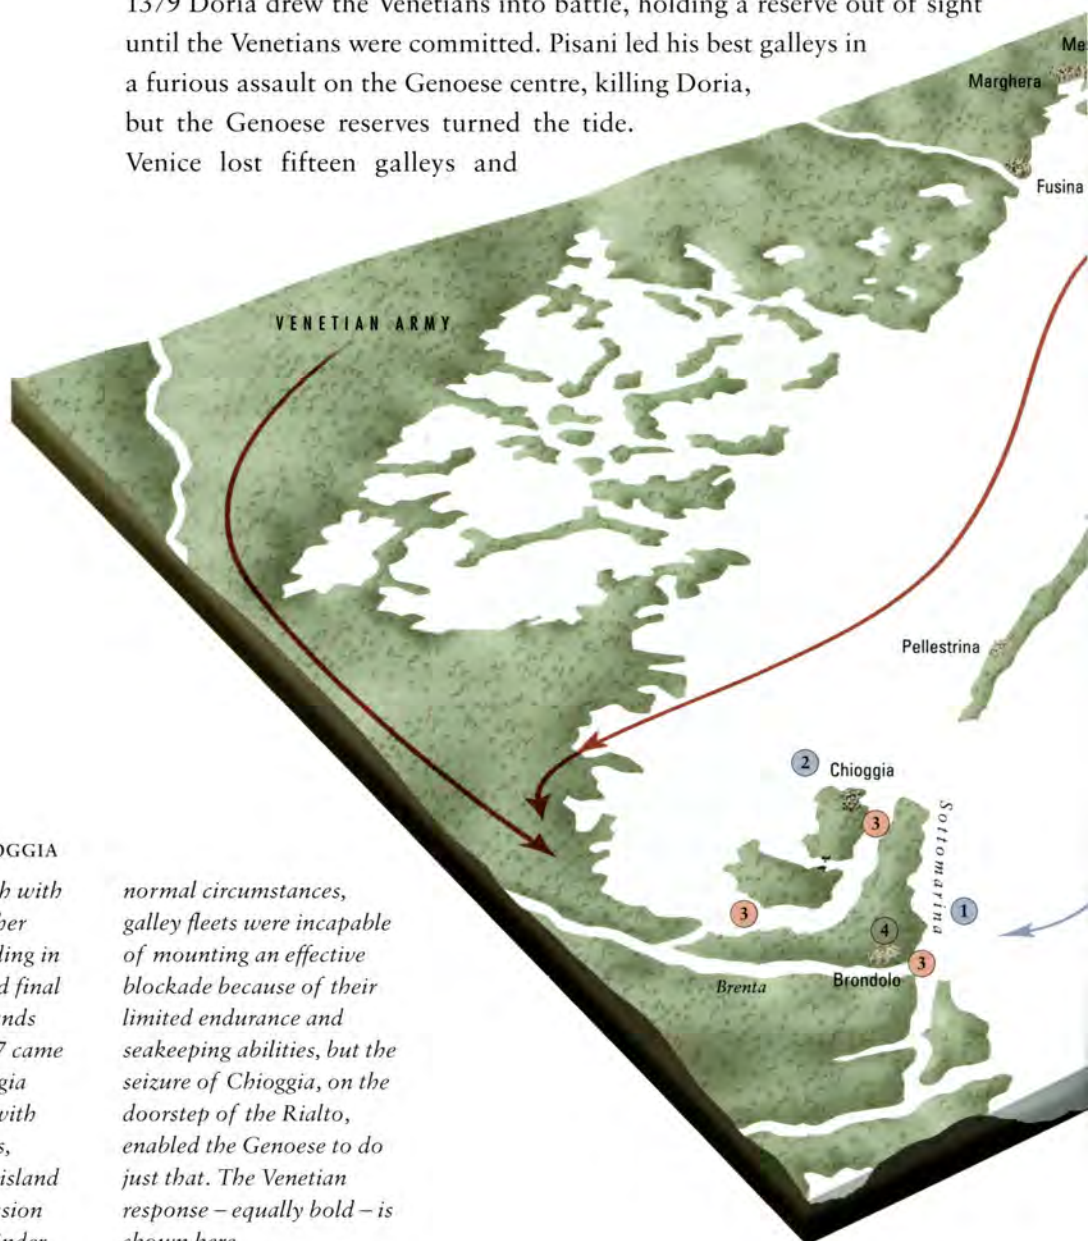 1379 Doria drew the Venetians into battle, holding a reserve out of sight
until the Venetians were committed. Pisani led his best galleys in
a furious assault on the Genoese centre, killing Doria,
but the Genoese reserves turned the tide.
Venice lost fifteen galleys and
Me
Marghera
Fusina
VENETIAN ARMY
Pellestrina
2
Chioggia
3
Sottomarina
1
3
4
3
Brenta
Brondolo
OGGIA
h with
her
ding in
d final
nds
7 came
gia
with
s,
island
sion
normal circumstances,
galley fleets were incapable
of mounting an effective
blockade because of their
limited endurance and
seakeeping abilities, but the
seizure of Chioggia, on the
doorstep of the Rialto,
enabled the Genoese to do
just that. The Venetian
response – equally bold – is
shown here